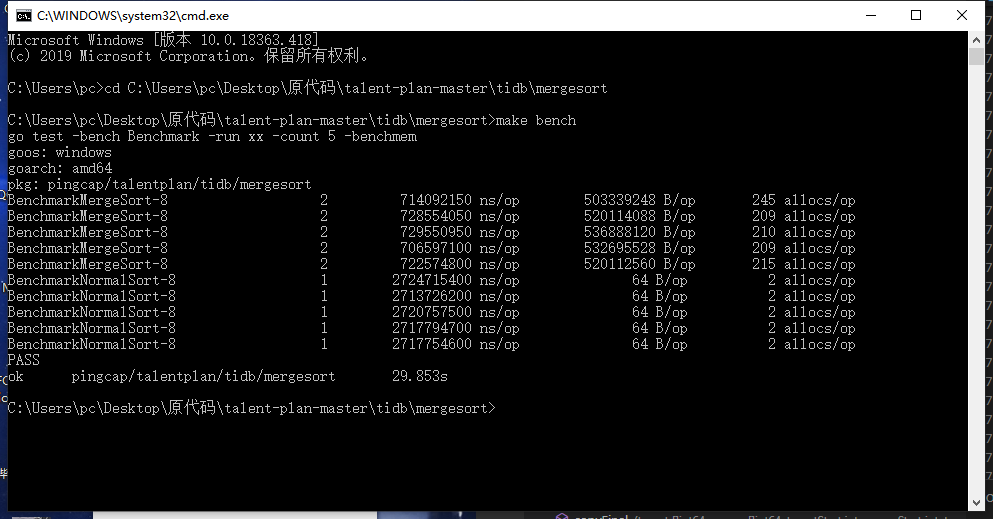 C:\WINDOWS\system32\cmd.exe
Microsoft Windows [版本 10.0.18363.418]
(c) 2019 Microsoft Corporation。保留所有权利。
C:\Users\pc>cd C:\Users\pc\Desktop\原代码\talent-plan-master\tidb\mergesort
C:\Users\pc\Desktop\原代码\talent-plan-master\tidb\mergesort>make bench
go test -bench Benchmark -run xx -count 5 -benchmem
goos: windows
goarch: amd64
pkg: pingcap/talentplan/tidb/mergesort
BenchmarkMergeSort-8 2 714092150 ns/op 503339248 B/op 245 allocs/op
BenchmarkMergeSort-8 2 728554050 ns/op 520114088 B/op 209 allocs/op
BenchmarkMergeSort-8 2 729550950 ns/op 536888120 B/op 210 allocs/op
BenchmarkMergeSort-8 2 706597100 ns/op 532695528 B/op 209 allocs/op
BenchmarkMergeSort-8 2 722574800 ns/op 520112560 B/op 215 allocs/op
BenchmarkNormalSort-8 1 2724715400 ns/op 64 B/op 2 allocs/op
BenchmarkNormalSort-8 1 2713726200 ns/op 64 B/op 2 allocs/op
BenchmarkNormalSort-8 1 2720757500 ns/op 64 B/op 2 allocs/op
BenchmarkNormalSort-8 1 2717794700 ns/op 64 B/op 2 allocs/op
BenchmarkNormalSort-8 1 2717754600 ns/op 64 B/op 2 allocs/op
PASS
ok pingcap/talentplan/tidb/mergesort 29.853s
C:\Users\pc\Desktop\原代码\talent-plan-master\tidb\mergesort>